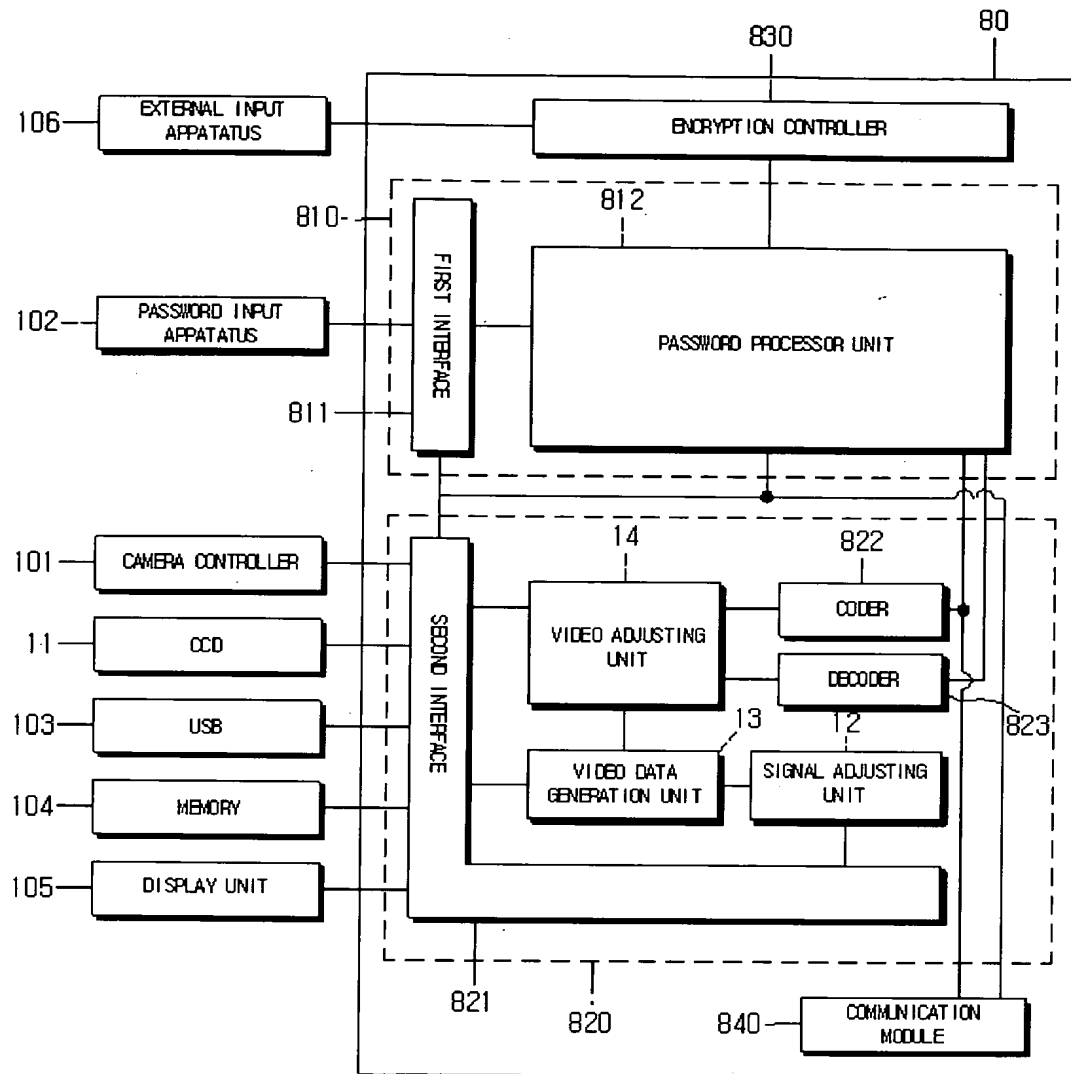 830
80
106
EXTERNAL INPUT
APPATATUS
ENCRYPTION CONTROLLER
810
812
FIRST INTERFACE
102
PASSWORD INPUT
APPATATUS
PASSWORD PROCESSOR UNIT
811
101
CAMERA CONTROLLER
14
822
11
CCD
SECOND INTERFACE
VIDEO ADJUSTING
UNIT
CODER
DECODER
103
USB
13
12
823
104
MEMORY
VIDEO DATA
GENERATION UNIT
SIGNAL ADJUSTING
UNIT
105
DISPLAY UNIT
821
820
840
COMMUNICATION
MODULE